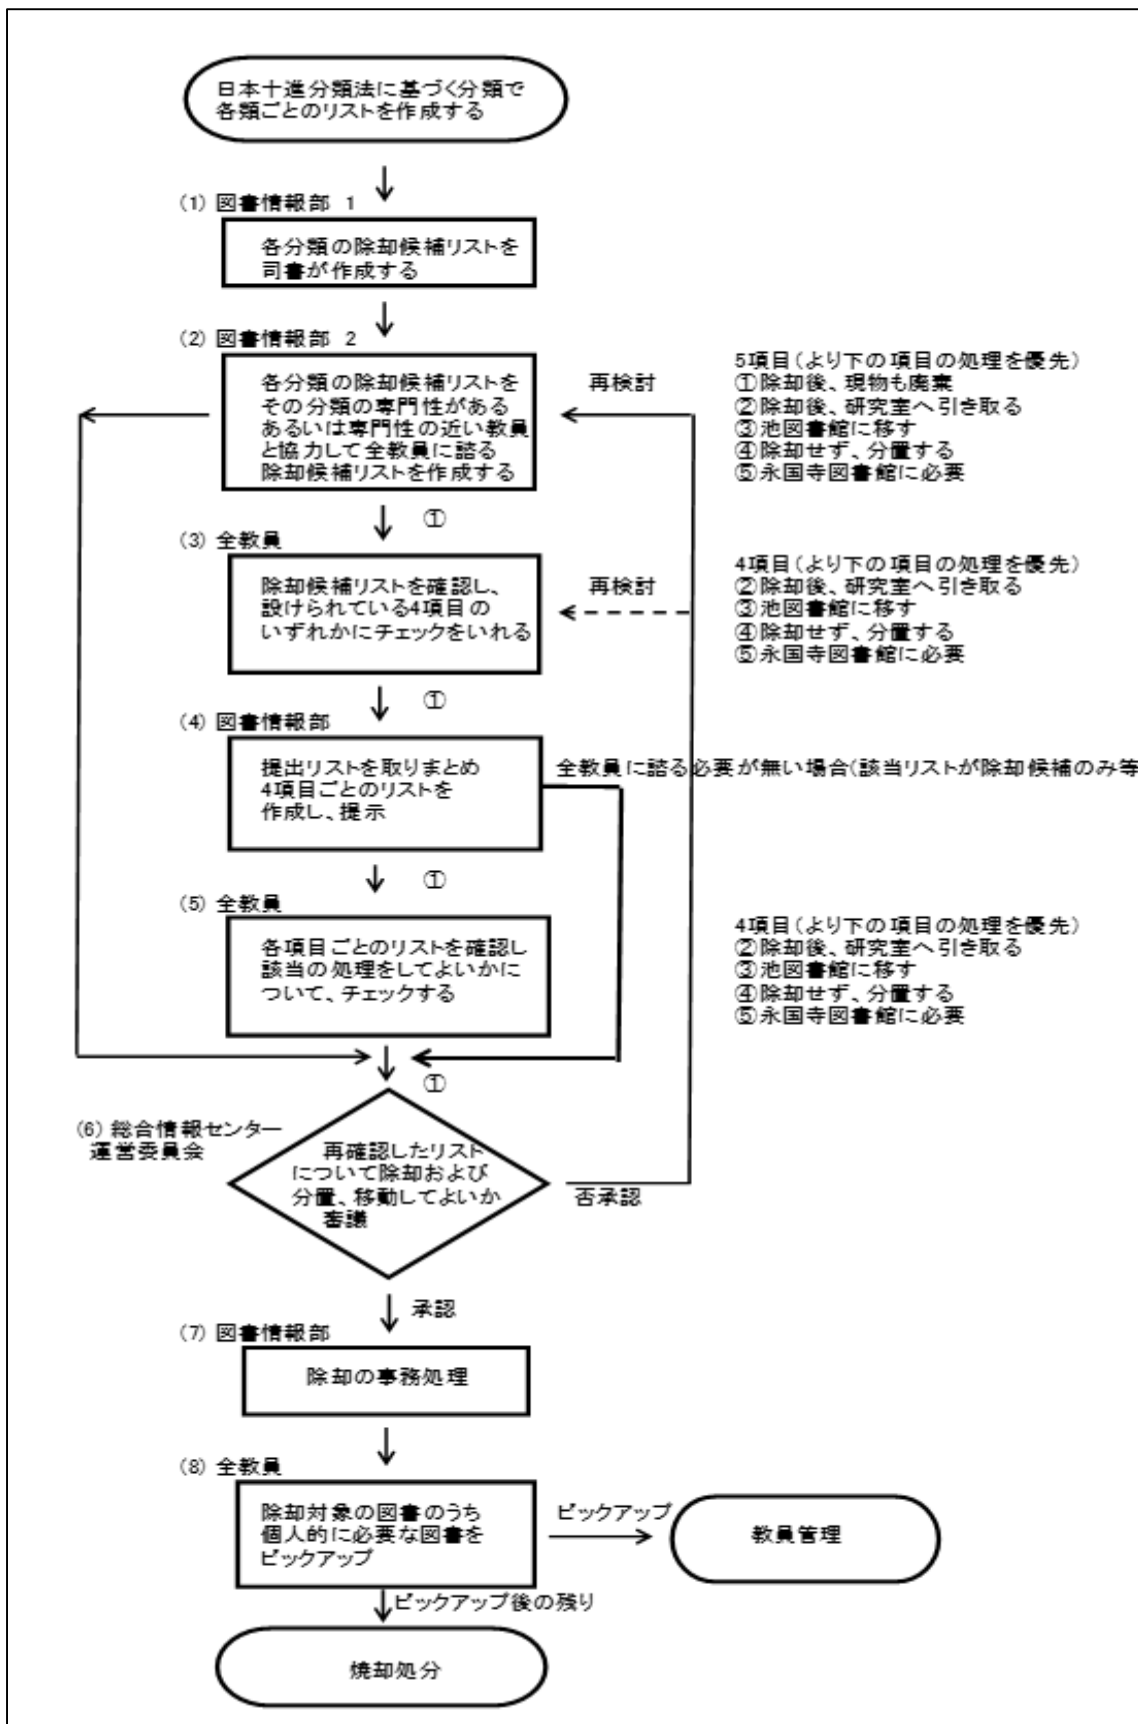 日本十進分類法に基づく分類で
各類ごとのリストを作成する
(1) 図書情報部 1
各分類の除却候補リストを
司書が作成する
(2) 図書情報部 2
各分類の除却候補リストを
その分類の専門性がある
あるいは専門性の近い教員
と協力して全教員に諮る
除却候補リストを作成する
再検討
5項目(より下の項目の処理を優先)
①除却後、現物も廃棄
②除却後、研究室へ引き取る
③池図書館に移す
④除却せず、分置する
⑤永国寺図書館に必要
①
(3) 全教員
除却候補リストを確認し、
設けられている4項目の
いずれかにチェックをいれる
再検討
4項目(より下の項目の処理を優先)
②除却後、研究室へ引き取る
③池図書館に移す
④除却せず、分置する
⑤永国寺図書館に必要
①
(4) 図書情報部
提出リストを取りまとめ
4項目ごとのリストを
作成し、提示
全教員に諮る必要が無い場合(該当リストが除却候補のみ等
①
(5) 全教員
各項目ごとのリストを確認し
該当の処理をしてよいかに
ついて、チェックする
4項目(より下の項目の処理を優先)
②除却後、研究室へ引き取る
③池図書館に移す
④除却せず、分置する
⑤永国寺図書館に必要
①
(6) 総合情報センター
運営委員会
再確認したリスト
について除却および
分置、移動してよいか
審議
否承認
承認
(7) 図書情報部
除却の事務処理
(8) 全教員
除却対象の図書のうち
個人的に必要な図書を
ピックアップ
ピックアップ
教員管理
ピックアップ後の残り
焼却処分